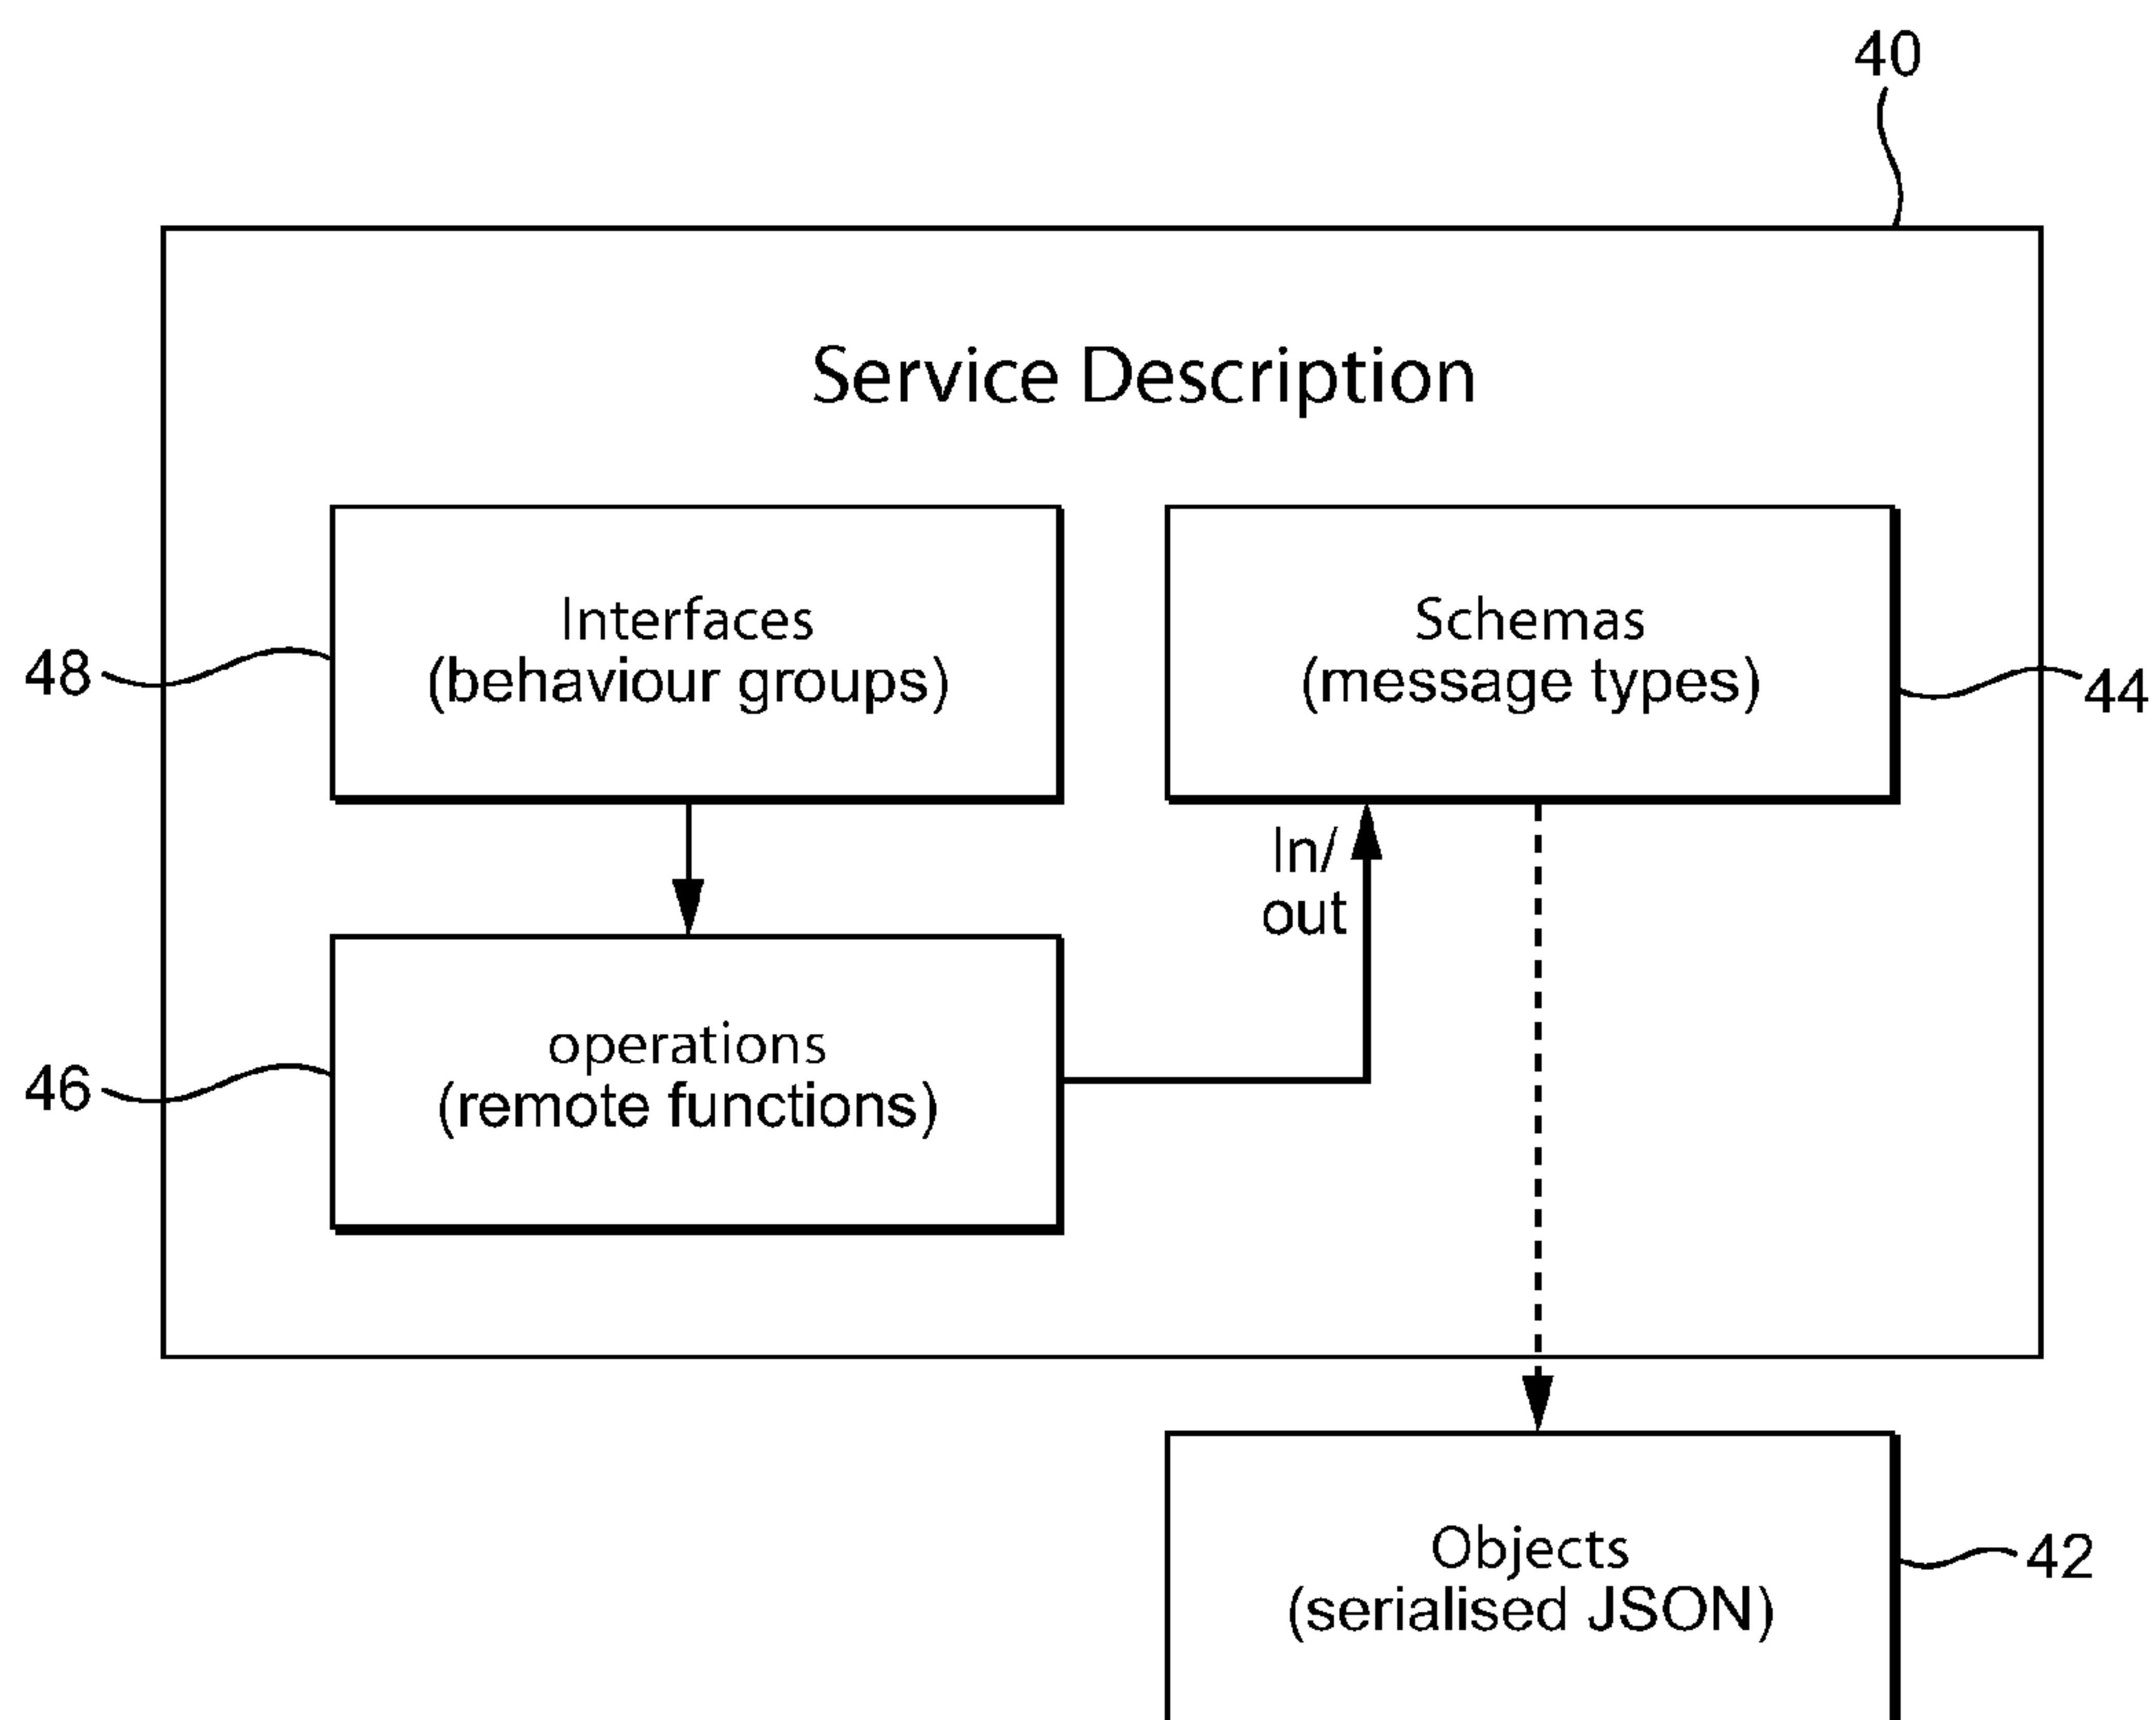 40
Service Description
Interfaces
(behaviour groups)
48
Schemas
(message types)
44
In/
out
operations
(remote functions)
46
Objects
(serialised JSON)
42